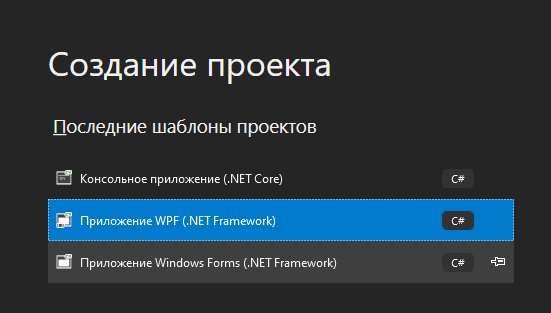 Создание проекта
Последние шаблоны проектов
Консольное приложение (.NET Core) C#
Приложение WPF (.NET Framework) C#
Приложение Windows Forms (.NET Framework) C#